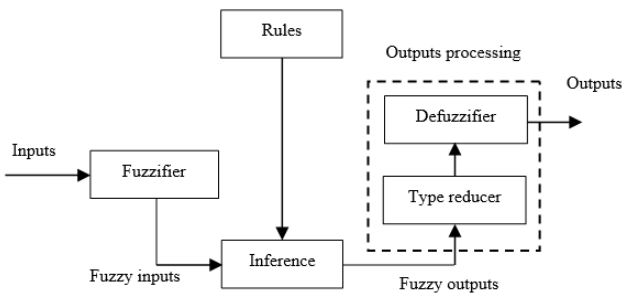 Rules
Outputs processing
Outputs
Defuzzifier
Inputs
Fuzzifier
Type reducer
Inference
Fuzzy inputs
Fuzzy outputs